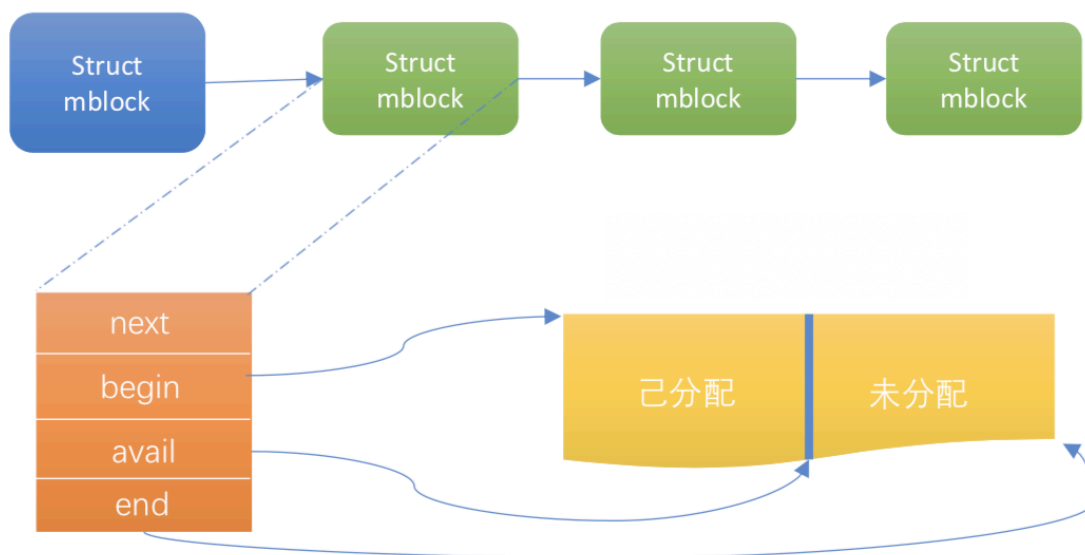 Struct
mblock
Struct
mblock
Struct
mblock
Struct
mblock
next
begin
avail
end
己分配
未分配